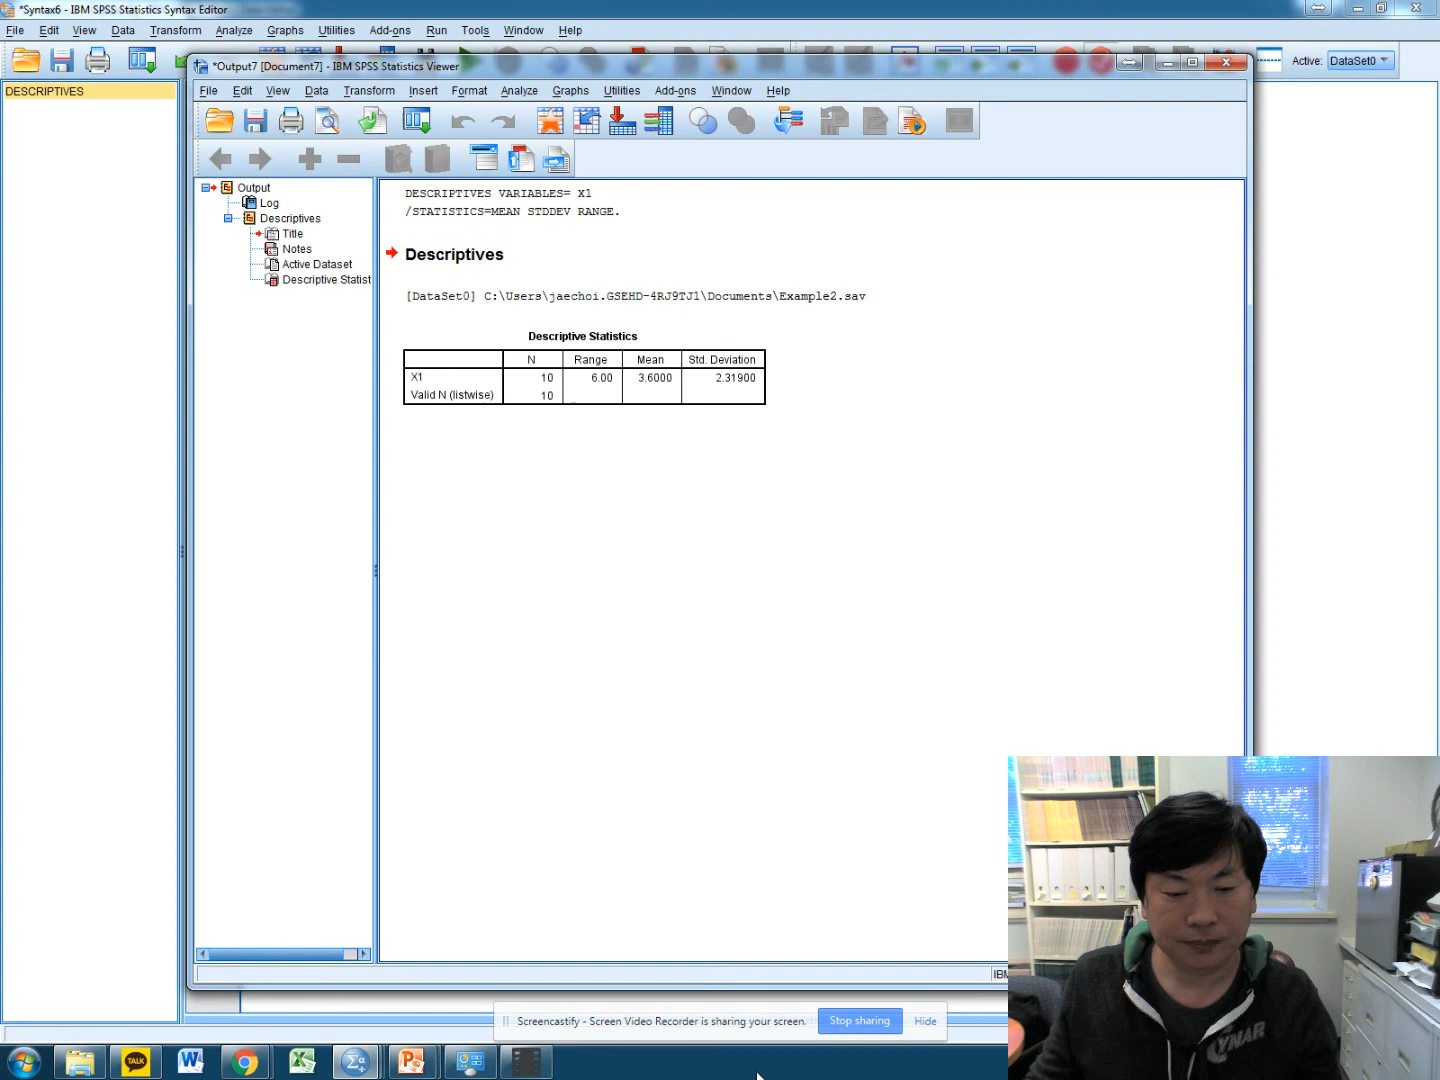 *Syntax6 - IBM SPSS Statistics Syntax Editor
File Edit View Data Transform Analyze Graphs Utilities Add-ons Run Tools Window Help
Active: DataSet0
DESCRIPTIVES
*Output7 [Document7] - IBM SPSS Statistics Viewer
File Edit View Data Transform Insert Format Analyze Graphs Utilities Add-ons Window Help
Output
Log
Descriptives
Title
Notes
Active Dataset
Descriptive Statist
DESCRIPTIVES VARIABLES= X1
/STATISTICS=MEAN STDDEV RANGE.
Descriptives
[DataSet0] C:\Users\jaechoi.GSEHD-4RJ9TJ1\Documents\Example2.sav
Descriptive Statistics
N Range Mean Std. Deviation
X1 10 6.00 3.6000 2.31900
Valid N (listwise) 10
IBM
Screencastify - Screen Video Recorder is sharing your screen. Stop sharing Hide
TALK